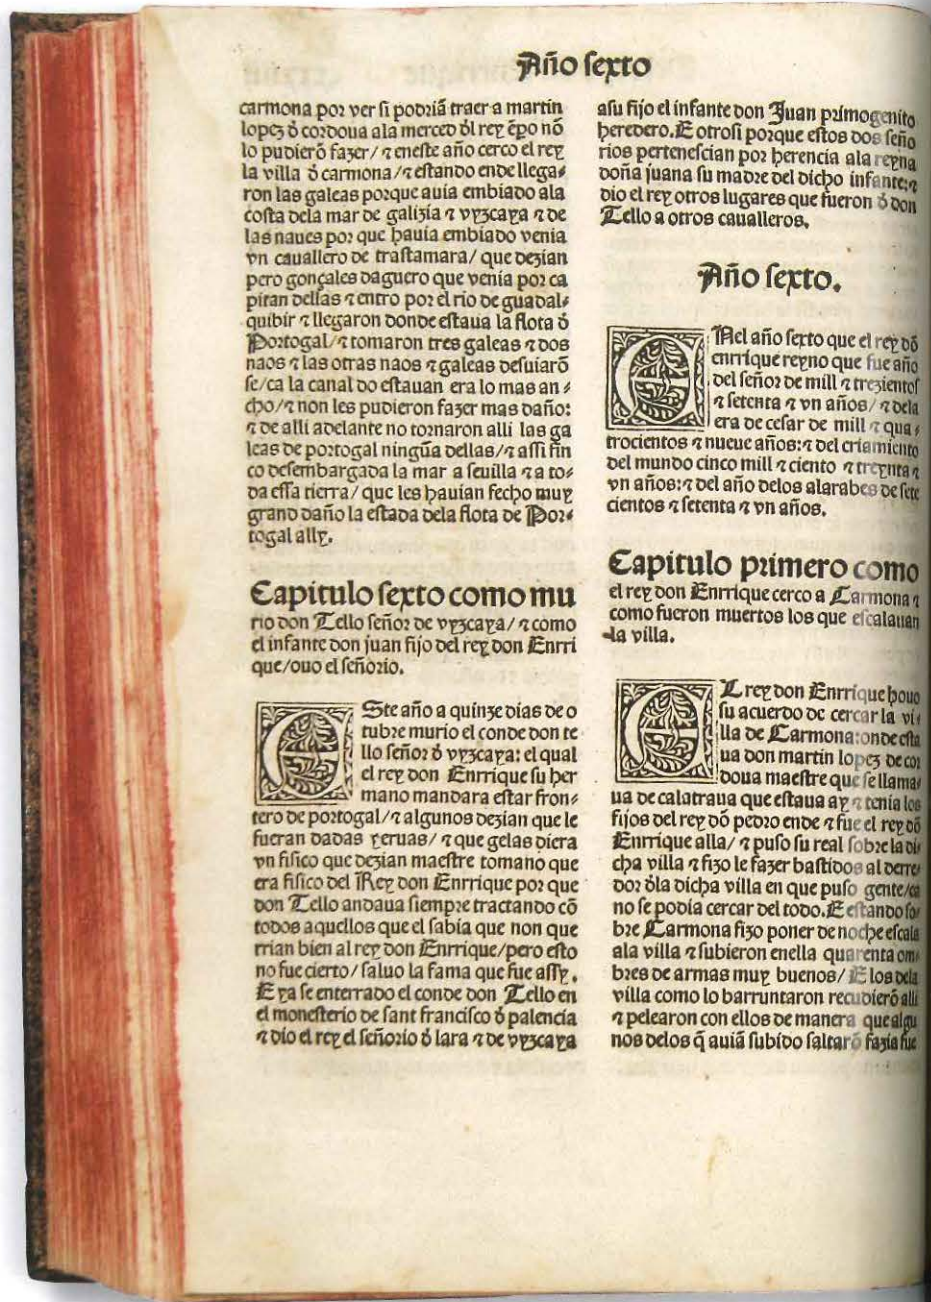 Año sexto
carmona por ver si podriã traer a martin
lopez ð cordoua ala merced ðl rey ẽpo nõ
lo pudierõ fazer/ ⁊ eneste año cerco el rey
la villa ð carmona/ ⁊ estando ende llega⸗
ron las galeas porque auia embiado ala
costa dela mar de galizia ⁊ vyzcaya ⁊ de
las naues por que hauia embiado venia
vn cauallero de trastamara/ que dezian
pero gonçales daguero que venia por ca
pitan dellas ⁊ entro por el rio de guadal⸗
quibir ⁊ llegaron donde estaua la flota ð
Portogal/ ⁊ tomaron tres galeas ⁊ dos
naos ⁊ las otras naos ⁊ galeas desuiarõ
se/ca la canal do estauan era lo mas an⸗
cho/⁊ non les pudieron fazer mas daño:
⁊ de alli adelante no tornaron alli las ga
leas de portogal ningũa dellas/⁊ assi fin
co desembargada la mar a seuilla ⁊ a to⸗
da essa tierra/ que les hauian fecho muy
grand daño la estada dela flota de Por⸗
togal ally.
Capitulo sexto como mu
rio don Tello señor de vyzcaya/ ⁊ como
el infante don juan fijo del rey don Enrri
que/ouo el señorio.
ESte año a quinze dias de o
tubre murio el conde don te
llo señor ð vyzcaya: el qual
el rey don Enrrique su her
mano mandara estar fron⸗
tero de portogal/⁊ algunos dezian que le
fueran dadas yeruas/ ⁊ que gelas diera
vn fisico que dezian maestre romano que
era fisico del Rey don Enrrique por que
don Tello andaua siempre tractando cõ
todos aquellos que el sabia que non que
rrian bien al rey don Enrrique/pero esto
no fue cierto/ saluo la fama que fue assy.
E ya se enterrado el conde don Tello en
el monesterio de sant francisco ð palencia
⁊ dio el rey el señorio ð lara ⁊ de vyzcaya
asu fijo el infante don Juan primogenito
heredero. E otrosi porque estos dos seño
rios pertenescian por herencia ala reyna
doña juana su madre del dicho infante:⁊
dio el rey otros lugares que fueron ð don
Tello a otros caualleros.
Año sexto.
ENel año sexto que el rey dõ
enrrique reyno que fue año
del señor de mill ⁊ trezientos
⁊ setenta ⁊ vn años/ ⁊ dela
era de cesar de mill ⁊ qua⸗
trocientos ⁊ nueue años:⁊ del criamiento
del mundo cinco mill ⁊ ciento ⁊ treynta ⁊
vn años:⁊ del año delos alarabes de sete
cientos ⁊ setenta ⁊ vn años.
Capitulo primero como
el rey don Enrrique cerco a Carmona ⁊
como fueron muertos los que escalauan
la villa.
EL rey don Enrrique houo
su acuerdo de cercar la vi⸗
lla de Carmona:onde esta
ua don martin lopez de cor
doua maestre que se llama⸗
ua de calatraua que estaua ay ⁊ tenia los
fijos del rey dõ pedro ende ⁊ fue el rey dõ
Enrrique alla/ ⁊ puso su real sobre la di⸗
cha villa ⁊ fizo le fazer bastidos al derre⸗
dor ðla dicha villa en que puso gente/ca
no se podia cercar del todo. E estando so⸗
bre Carmona fizo poner de noche escala
ala villa ⁊ subieron enella quarenta om⸗
bres de armas muy buenos/ E los dela
villa como lo barruntaron recudierõ alli
⁊ pelearon con ellos de manera que algu
nos delos q̃ auiã subido saltarõ fazia fue